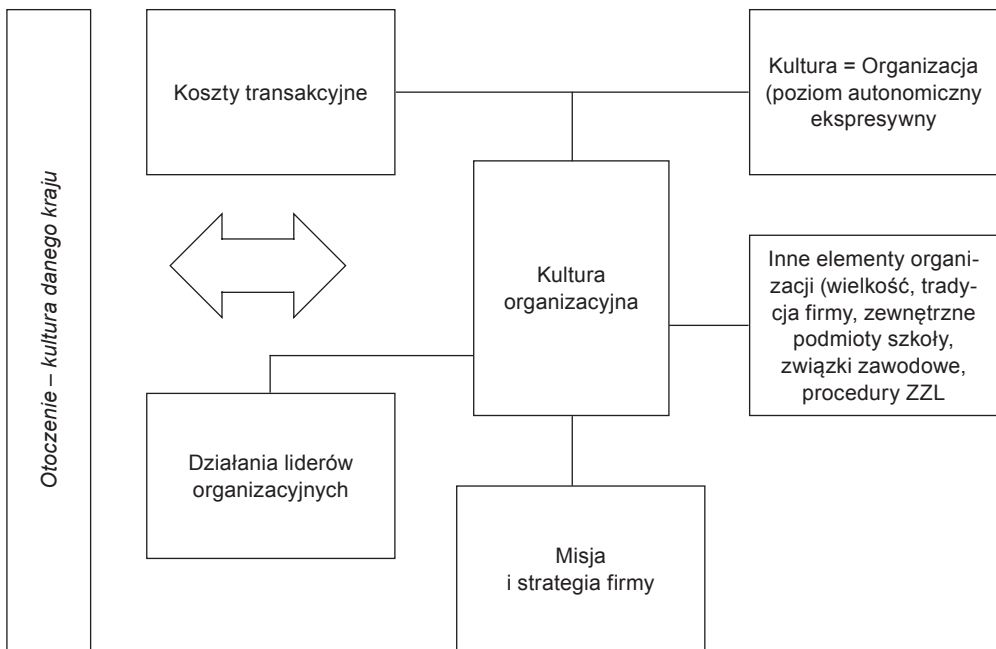 Otoczenie – kultura danego kraju
Koszty transakcyjne
Kultura = Organizacja
(poziom autonomiczny
ekspresywny
Kultura
organizacyjna
Inne elementy organi-
zacji (wielkość, trady-
cja firmy, zewnętrzne
podmioty szkoły,
związki zawodowe,
procedury ZZL
Działania liderów
organizacyjnych
Misja
i strategia firmy